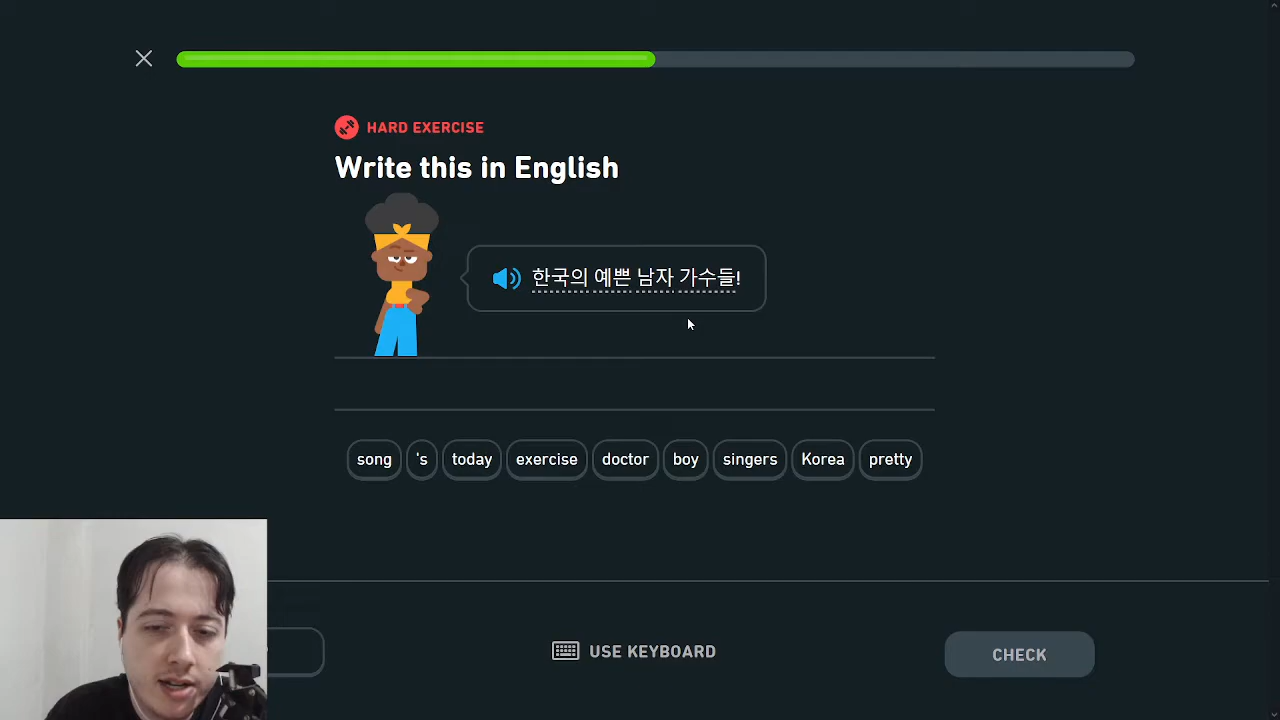 HARD EXERCISE
Write this in English
한국의 예쁜 남자 가수들!
song 's today exercise doctor boy singers Korea pretty
USE KEYBOARD
CHECK